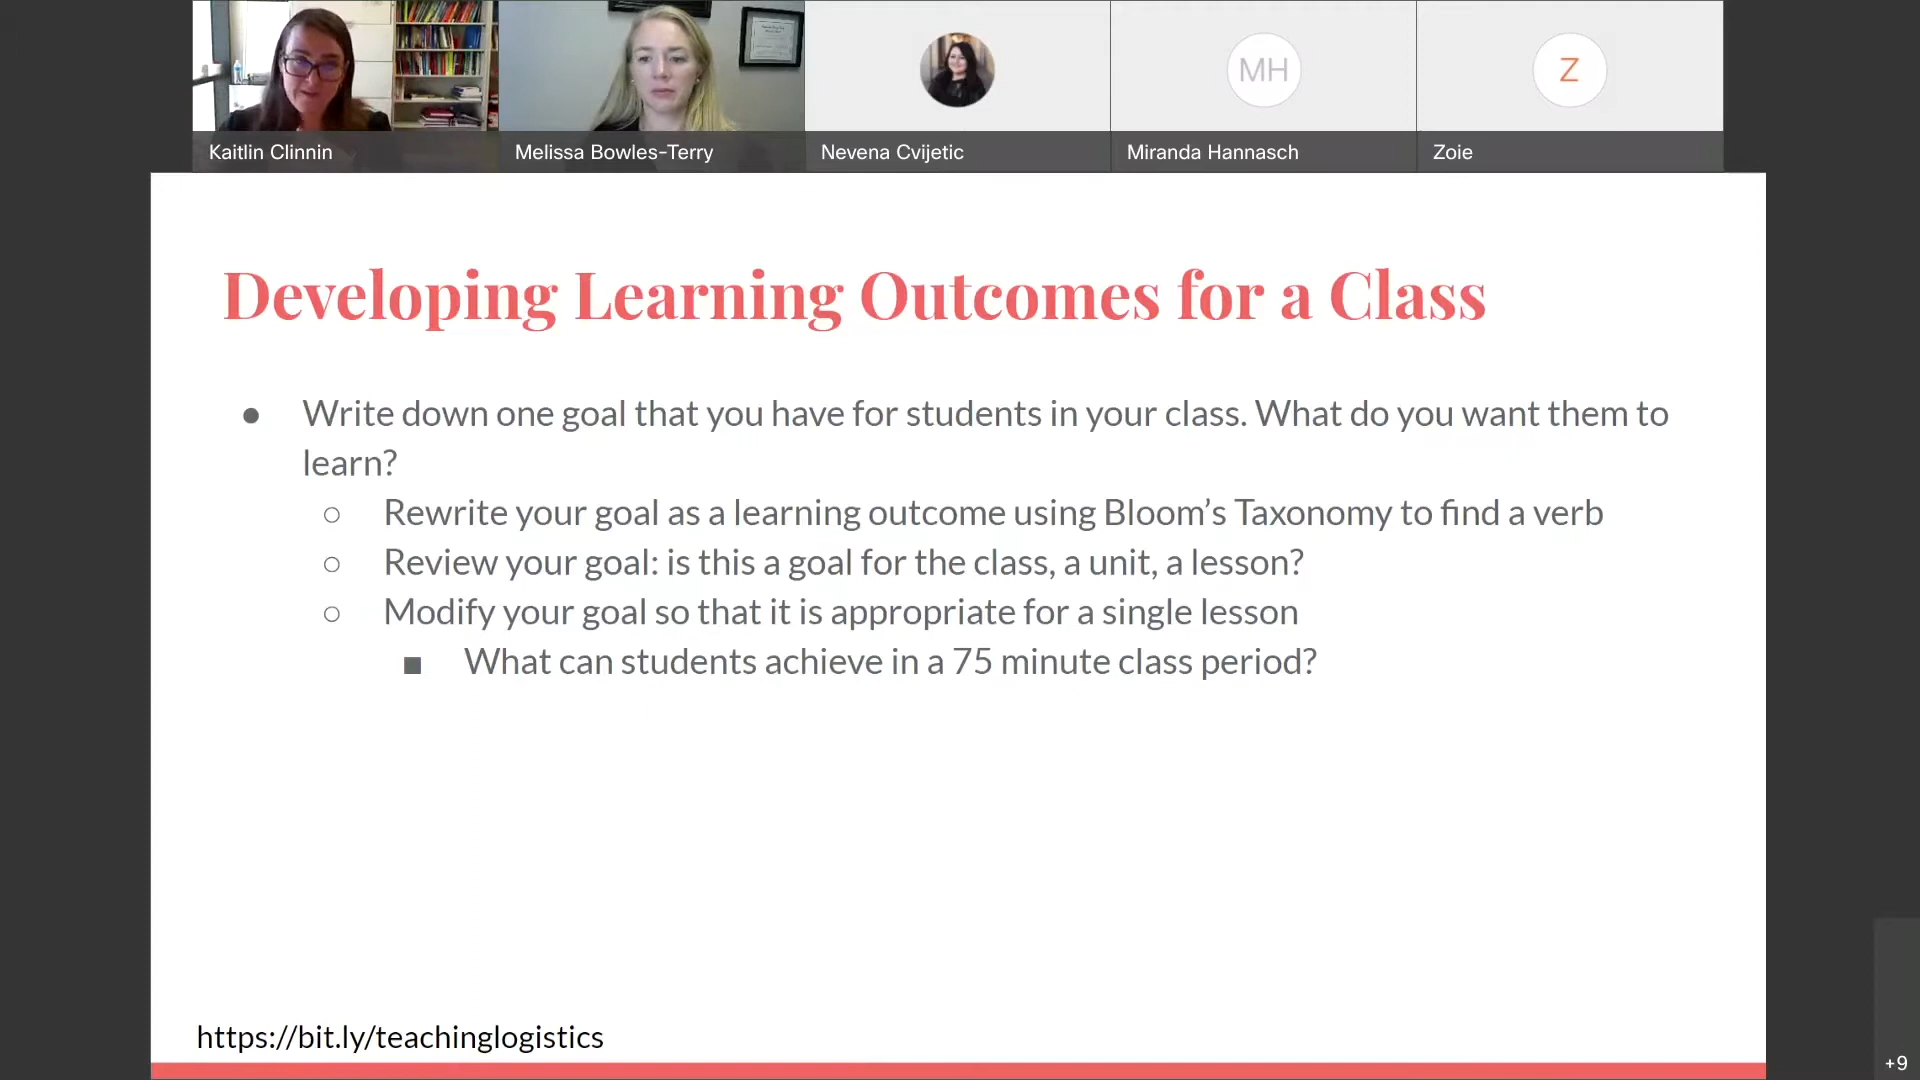 MH
Z
Kaitlin Clinnin
Melissa Bowles-Terry
Nevena Cvijetic
Miranda Hannasch
Zoie
Developing Learning Outcomes for a Class
● Write down one goal that you have for students in your class. What do you want them to
learn?
○ Rewrite your goal as a learning outcome using Bloom’s Taxonomy to find a verb
○ Review your goal: is this a goal for the class, a unit, a lesson?
○ Modify your goal so that it is appropriate for a single lesson
■ What can students achieve in a 75 minute class period?
https://bit.ly/teachinglogistics
+9